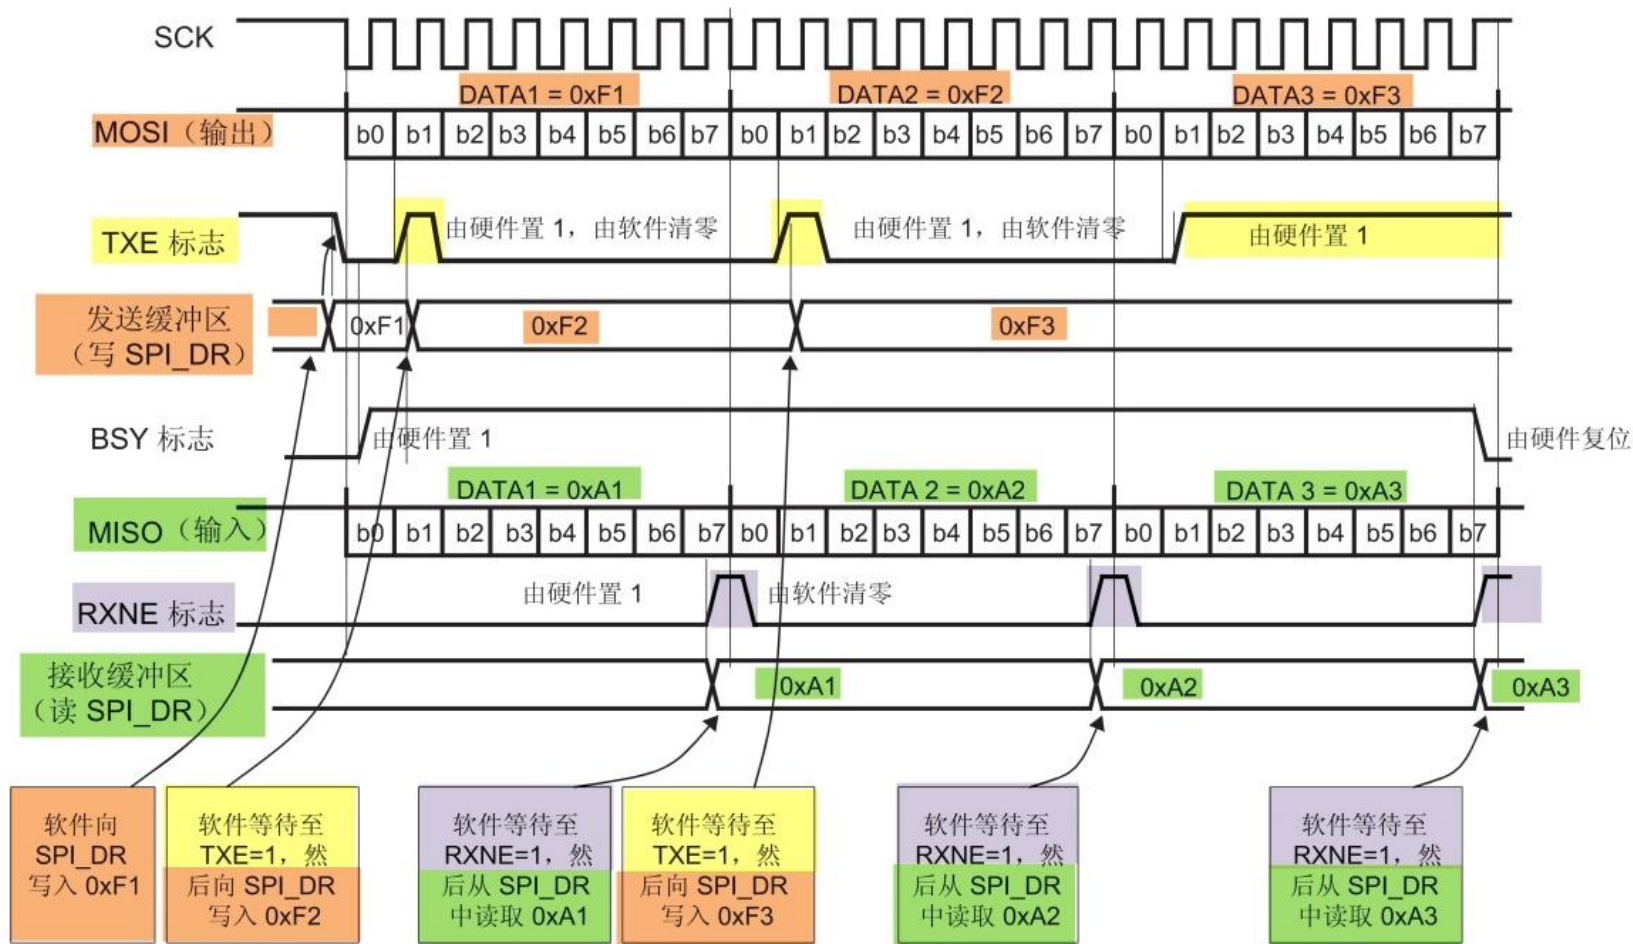 SCK
DATA1 = 0xF1 DATA2 = 0xF2 DATA3 = 0xF3
MOSI（输出）
b0 b1 b2 b3 b4 b5 b6 b7 b0 b1 b2 b3 b4 b5 b6 b7 b0 b1 b2 b3 b4 b5 b6 b7
TXE 标志
由硬件置 1，由软件清零 由硬件置 1，由软件清零 由硬件置 1
发送缓冲区
（写 SPI_DR）
0xF1 0xF2 0xF3
BSY 标志
由硬件置 1 由硬件复位
DATA1 = 0xA1 DATA 2 = 0xA2 DATA 3 = 0xA3
MISO（输入）
b0 b1 b2 b3 b4 b5 b6 b7 b0 b1 b2 b3 b4 b5 b6 b7 b0 b1 b2 b3 b4 b5 b6 b7
RXNE 标志
由硬件置 1 由软件清零
接收缓冲区
（读 SPI_DR）
0xA1 0xA2 0xA3
软件向
SPI_DR
写入 0xF1
软件等待至
TXE=1，然
后向 SPI_DR
写入 0xF2
软件等待至
RXNE=1，然
后从 SPI_DR
中读取 0xA1
软件等待至
TXE=1，然
后向 SPI_DR
写入 0xF3
软件等待至
RXNE=1，然
后从 SPI_DR
中读取 0xA2
软件等待至
RXNE=1，然
后从 SPI_DR
中读取 0xA3